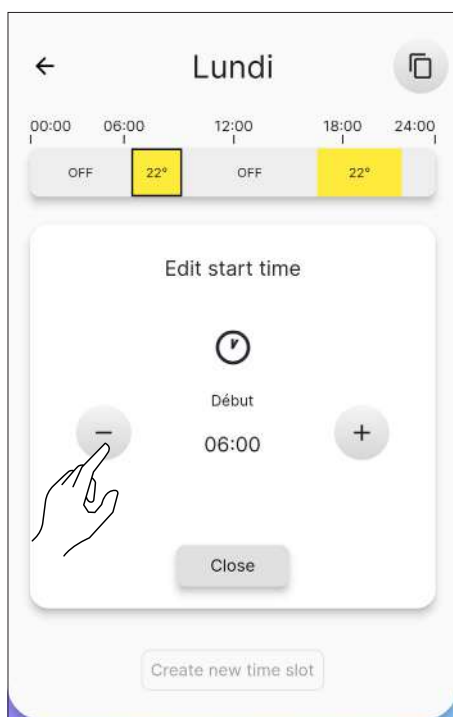 Lundi
00:00 06:00 12:00 18:00 24:00
OFF 22° OFF 22°
Edit start time
Début
− 06:00 +
Close
Create new time slot